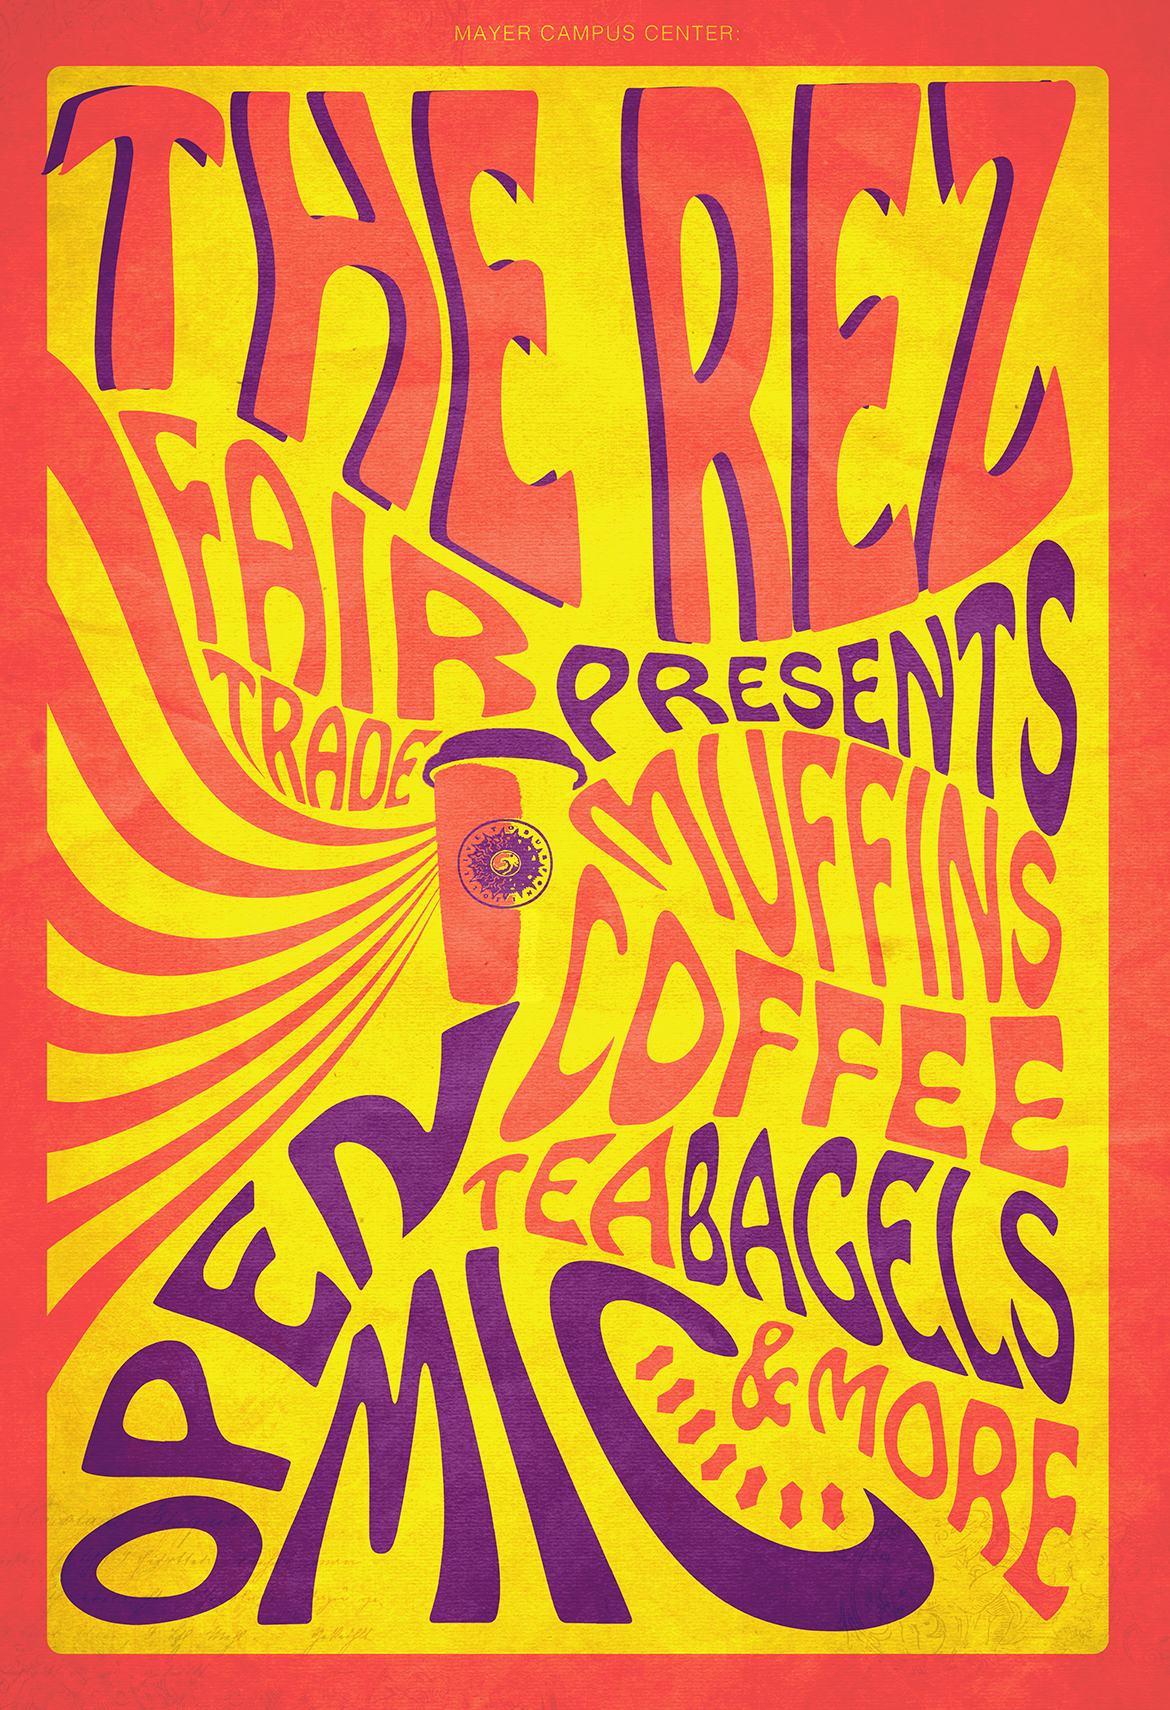 MAYER CAMPUS CENTER:
THE REZ
PRESENTS
FAIR
TRADE
MUFFINS
COFFEE
TEA BAGELS
& MORE
OPEN
MIC